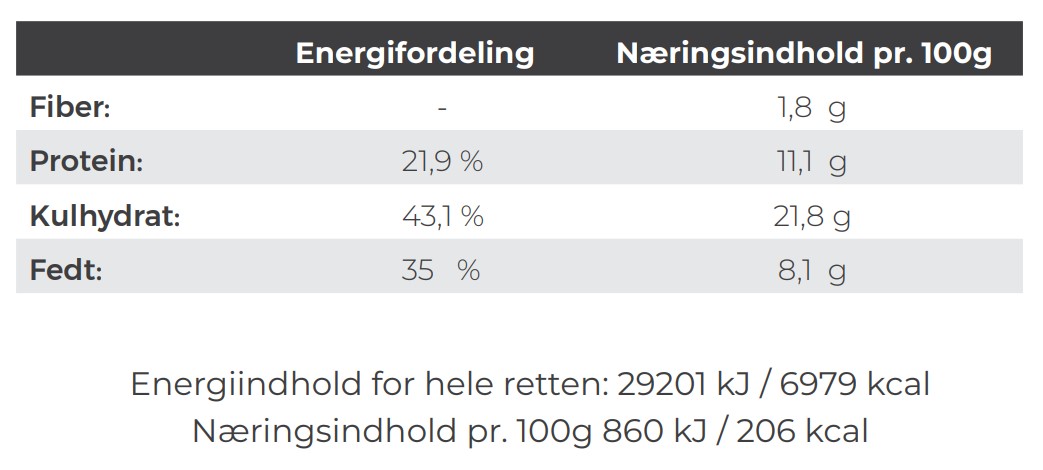 Energifordeling Næringsindhold pr. 100g
Fiber: - 1,8 g
Protein: 21,9 % 11,1 g
Kulhydrat: 43,1 % 21,8 g
Fedt: 35 % 8,1 g
Energiindhold for hele retten: 29201 kJ / 6979 kcal
Næringsindhold pr. 100g 860 kJ / 206 kcal